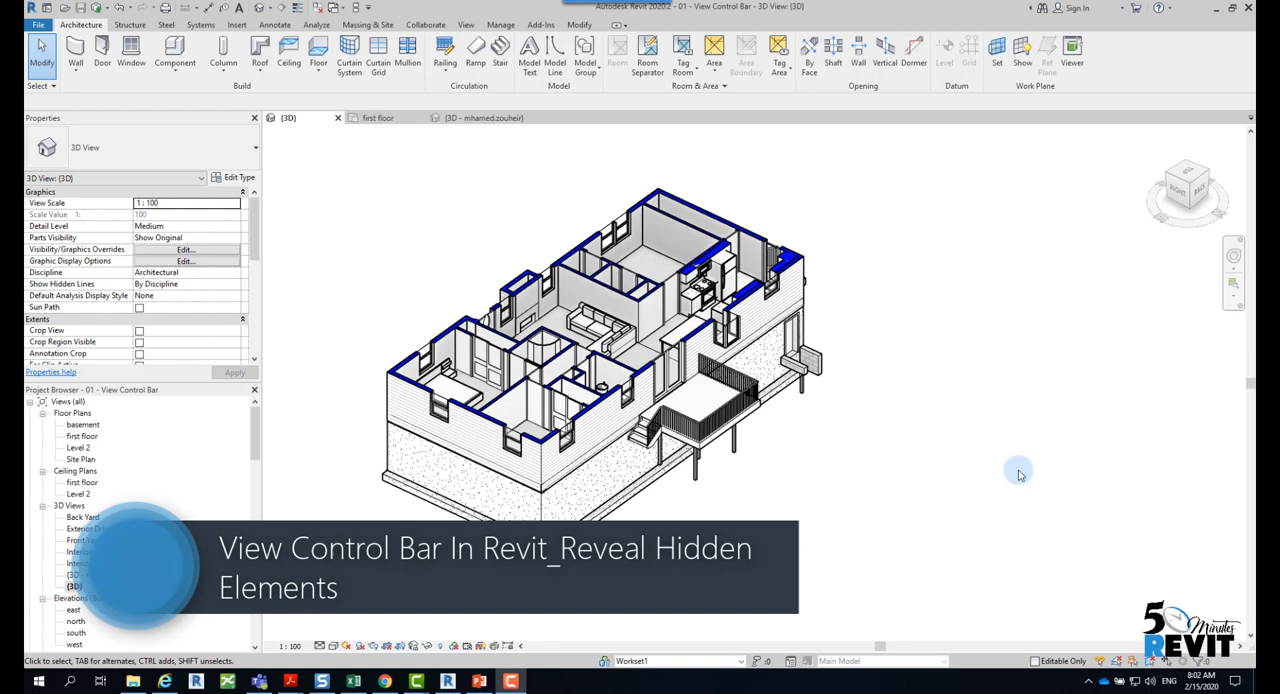 Autodesk Revit 2020.2 - 01 - View Control Bar - 3D View: {3D}
Sign In
File Architecture Structure Steel Systems Insert Annotate Analyze Massing & Site Collaborate View Manage Add-Ins Modify
Modify Wall Door Window Component Column Roof Ceiling Floor Curtain System Curtain Grid Mullion Railing Ramp Stair Model Text Model Line Model Group Room Room Separator Tag Room Area Area Boundary Tag Area By Face Shaft Wall Vertical Dormer Level Grid Set Show Ref Plane Viewer
Select Build Circulation Model Room & Area Opening Datum Work Plane
Properties
{3D}
first floor
{3D - mhamed.zouheir}
3D View
3D View: {3D}
Edit Type
Graphics
View Scale 1 : 100
Scale Value 1: 100
Detail Level Medium
Parts Visibility Show Original
Visibility/Graphics Overrides Edit...
Graphic Display Options Edit...
Discipline Architectural
Show Hidden Lines By Discipline
Default Analysis Display Style None
Sun Path
Extents
Crop View
Crop Region Visible
Annotation Crop
Properties help
Apply
RIGHT
BACK
Project Browser - 01 - View Control Bar
Views (all)
Floor Plans
basement
first floor
Level 2
Site Plan
Ceiling Plans
first floor
Level 2
3D Views
Back Yard
{3D}
east
north
south
west
View Control Bar In Revit_Reveal Hidden
Elements
5 Minutes
REVIT
1 : 100
Click to select, TAB for alternates, CTRL adds, SHIFT unselects.
Workset1
:0
Main Model
Editable Only
:0
ENG
8:02 AM
2/15/2020